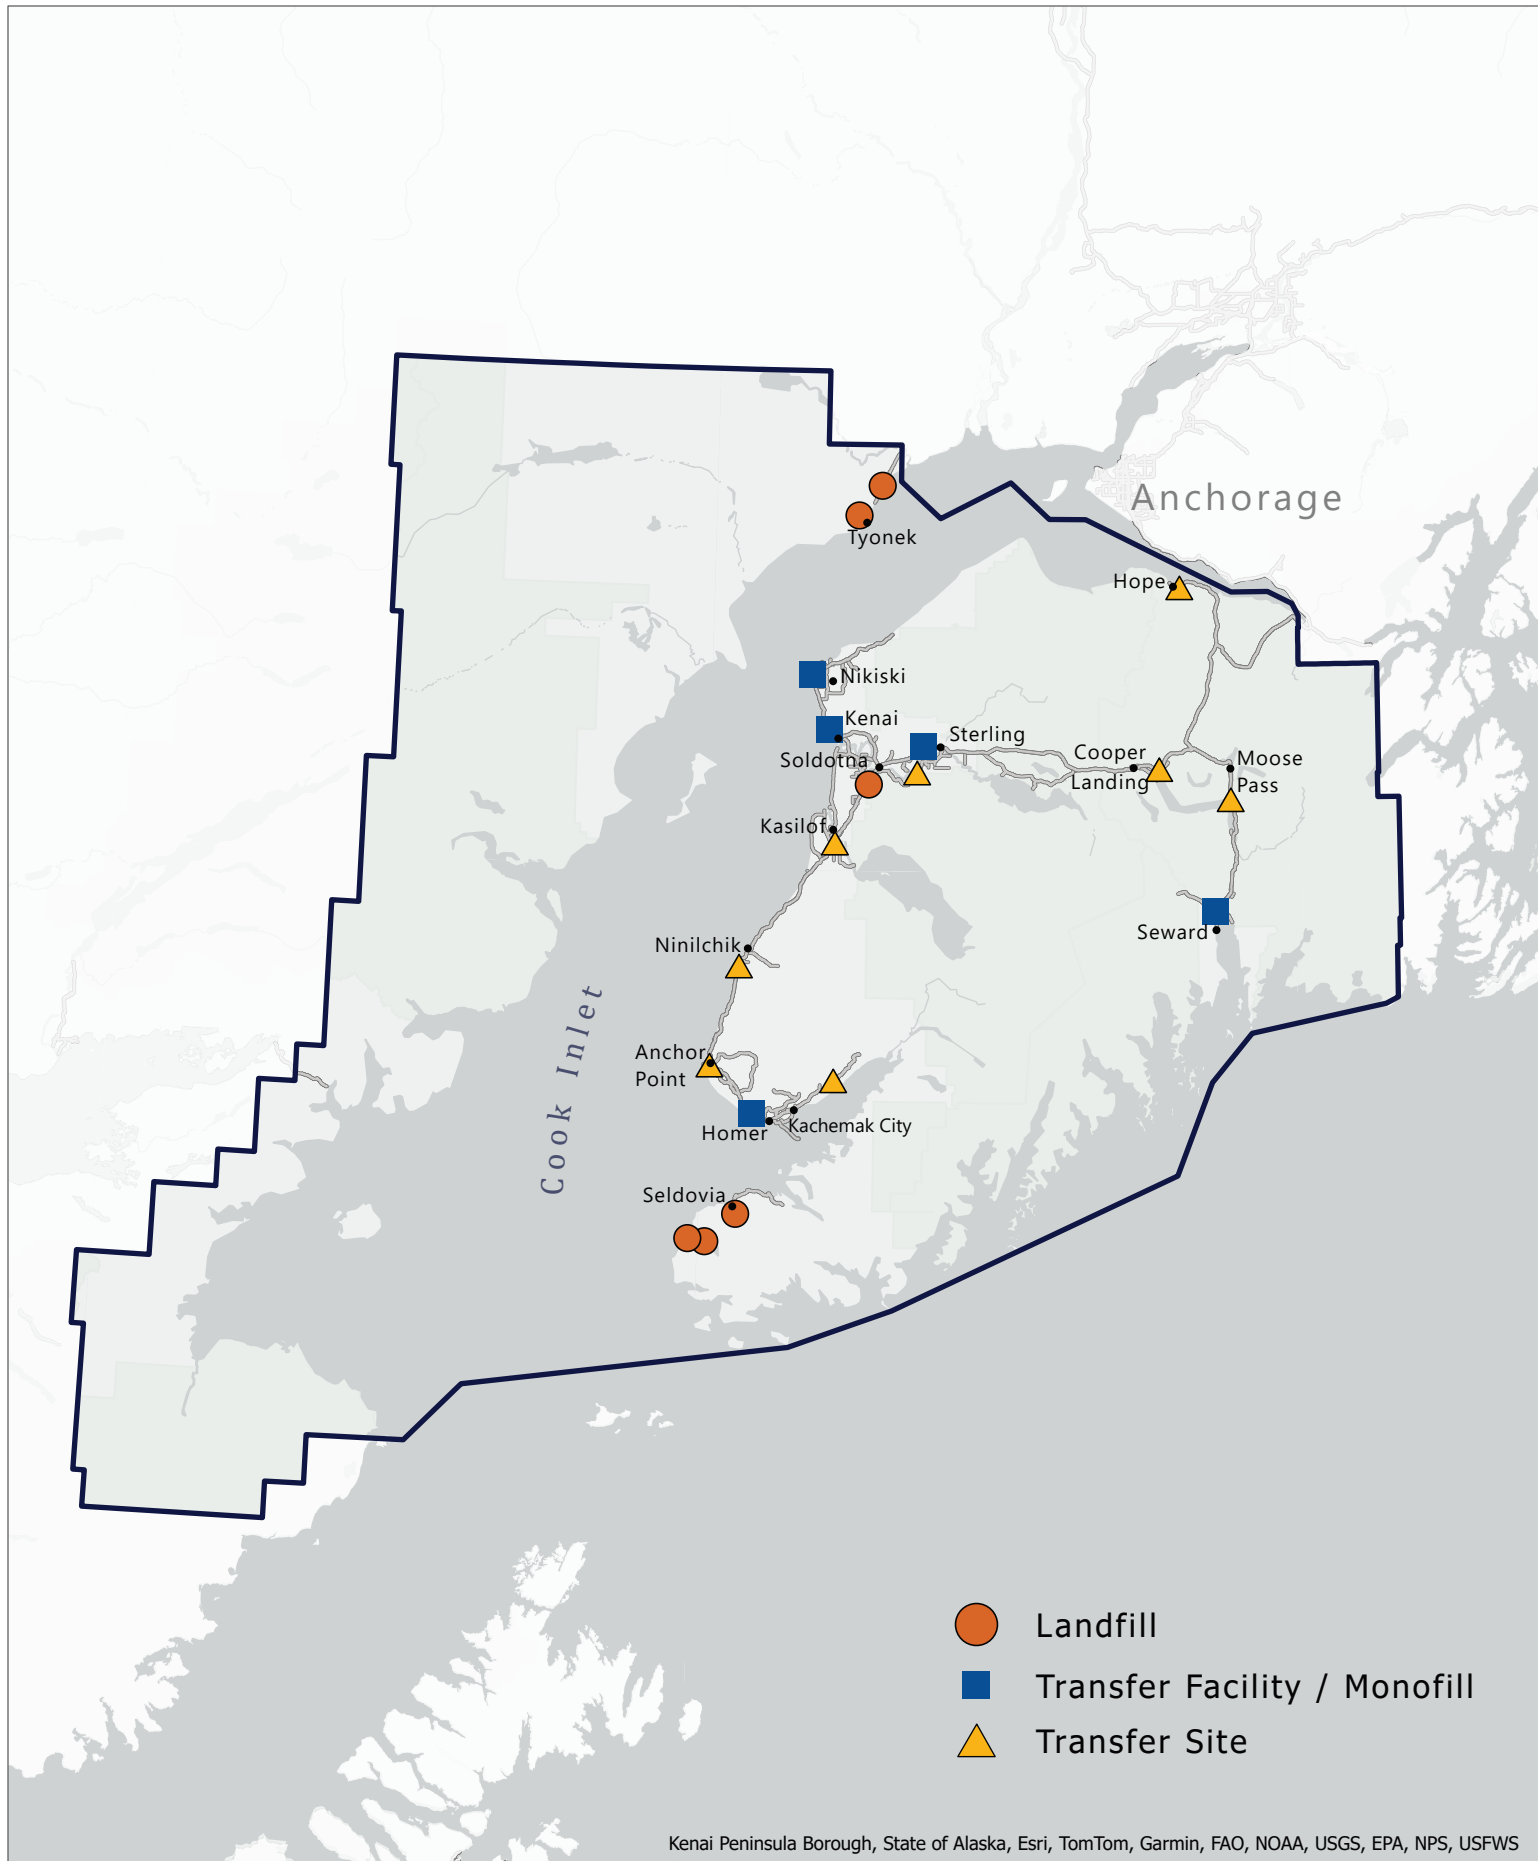 Anchorage
Tyonek
Hope
Nikiski
Kenai
Sterling
Soldotna
Cooper
Landing
Moose
Pass
Kasilof
Seward
Ninilchik
Cook Inlet
Anchor
Point
Homer
Kachemak City
Seldovia
Landfill
Transfer Facility / Monofill
Transfer Site
Kenai Peninsula Borough, State of Alaska, Esri, TomTom, Garmin, FAO, NOAA, USGS, EPA, NPS, USFWS